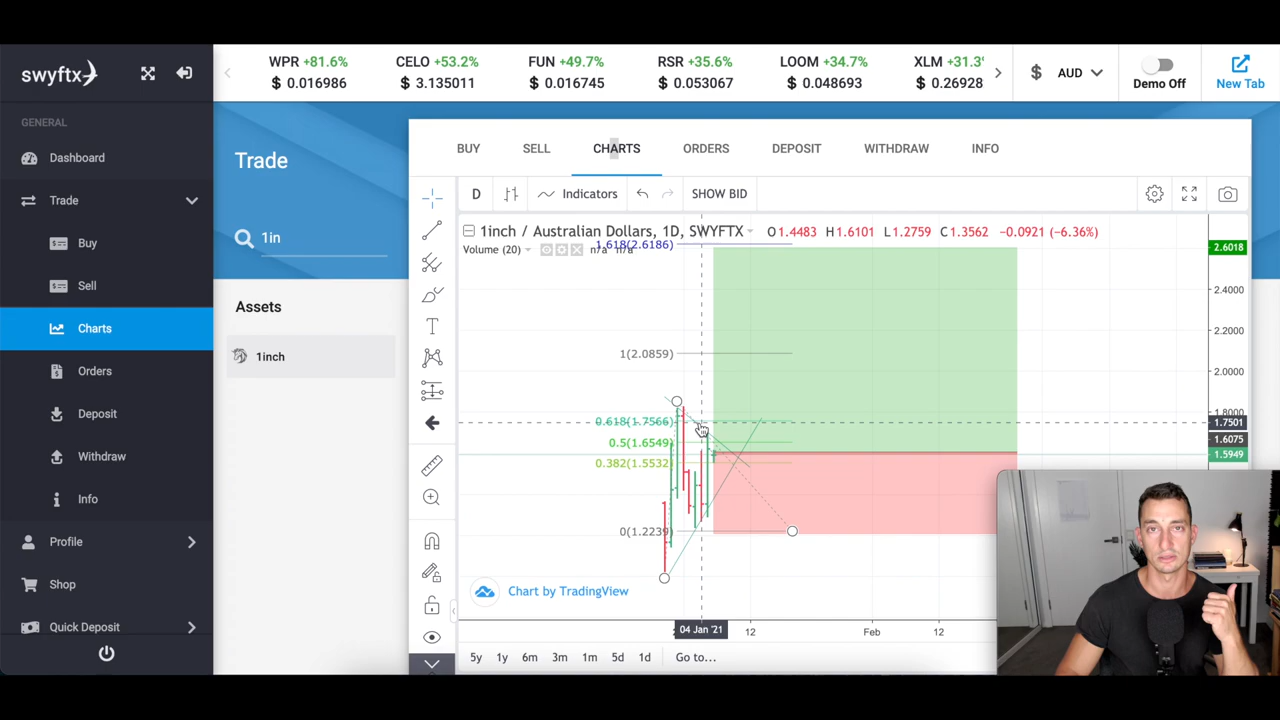 swyftx
WPR +81.6%
$ 0.016986
CELO +53.2%
$ 3.135011
FUN +49.7%
$ 0.016745
RSR +35.6%
$ 0.053067
LOOM +34.7%
$ 0.048693
XLM +31.3
$ 0.26928
$ AUD
Demo Off
New Tab
GENERAL
Dashboard
Trade
Buy
Sell
Charts
Orders
Deposit
Withdraw
Info
Profile
Shop
Quick Deposit
Trade
1in
Assets
1inch
BUY SELL CHARTS ORDERS DEPOSIT WITHDRAW INFO
D Indicators SHOW BID
1inch / Australian Dollars, 1D, SWYFTX O1.4483 H1.6101 L1.2759 C1.3562 −0.0921 (−6.36%)
Volume (20) n/a n/a
1.618(2.6186)
1(2.0859)
0.618(1.7566)
0.5(1.6549)
0.382(1.5532)
0(1.2239)
2.6018
2.4000
2.2000
2.0000
1.8000
1.7501
1.6075
1.5949
Chart by TradingView
04 Jan '21
12
Feb
12
5y 1y 6m 3m 1m 5d 1d Go to...